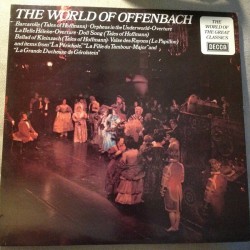 THE WORLD OF OFFENBACH
Barcarolle (Tales of Hoffmann) · Orpheus in the Underworld-Overture
La Belle Hélène-Overture · Doll Song (Tales of Hoffmann)
Ballad of Kleinzach (Tales of Hoffmann) · Valse des Rayons (Le Papillon)
and items from "La Périchole," "La Fille du Tambour-Major" and
"La Grande Duchesse de Gérolstein"
DECCA
THE WORLD
OF
THE GREAT
CLASSICS